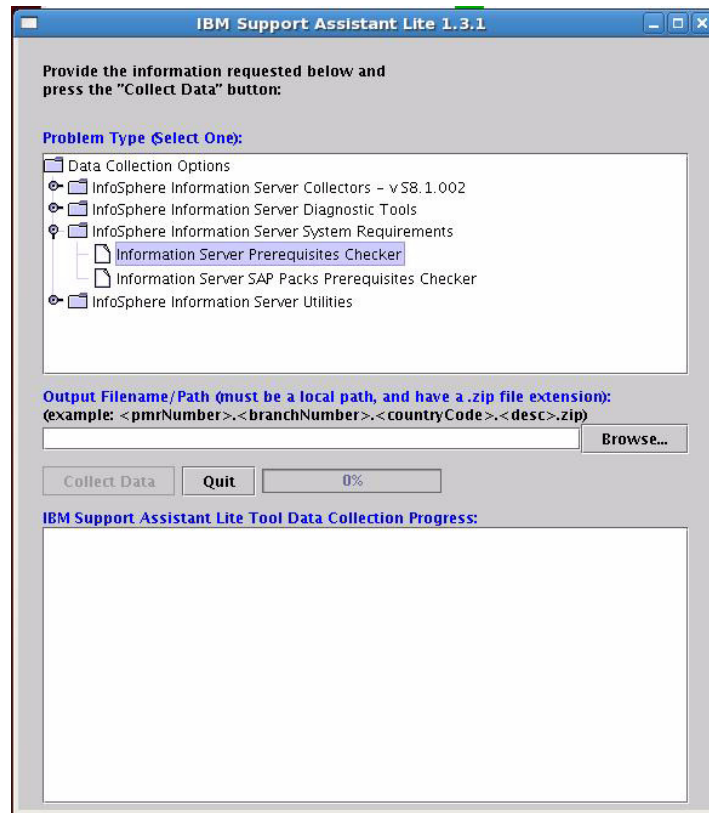 IBM Support Assistant Lite 1.3.1
Provide the information requested below and
press the "Collect Data" button:
Problem Type (Select One):
Data Collection Options
InfoSphere Information Server Collectors - vS8.1.002
InfoSphere Information Server Diagnostic Tools
InfoSphere Information Server System Requirements
Information Server Prerequisites Checker
Information Server SAP Packs Prerequisites Checker
InfoSphere Information Server Utilities
Output Filename/Path (must be a local path, and have a .zip file extension):
(example: <pmrNumber>.<branchNumber>.<countryCode>.<desc>.zip)
Browse...
Collect Data Quit 0%
IBM Support Assistant Lite Tool Data Collection Progress: